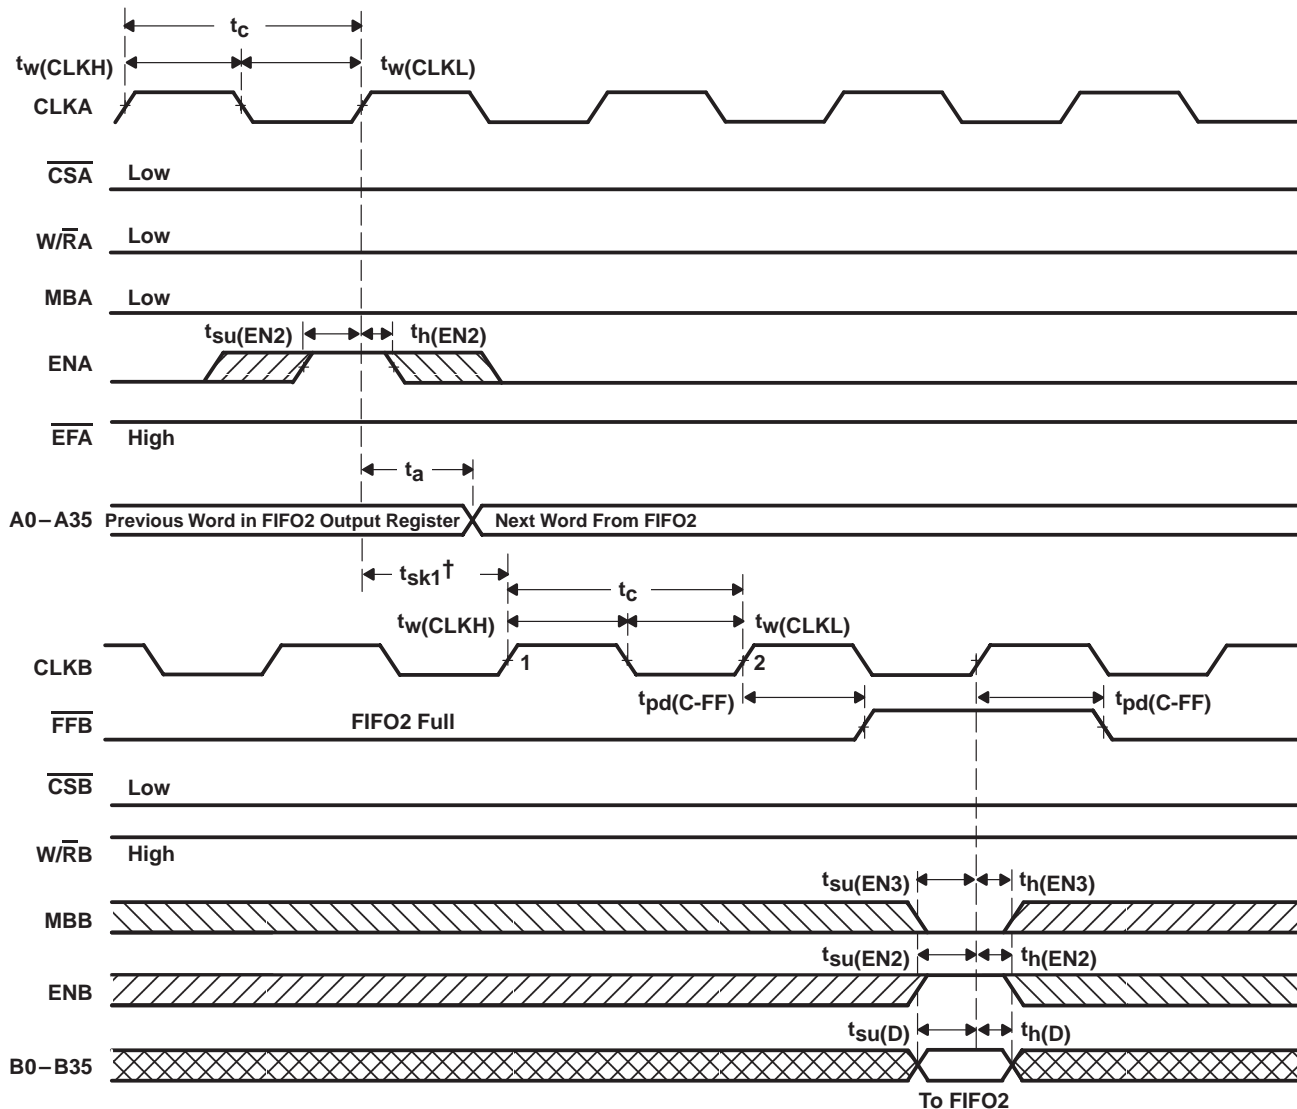 tc
tw(CLKH) tw(CLKL)
CLKA
CSA Low
W/RA Low
MBA Low
tsu(EN2) th(EN2)
ENA
EFA High
ta
A0–A35 Previous Word in FIFO2 Output Register Next Word From FIFO2
tsk1†
tc
tw(CLKH) tw(CLKL)
CLKB 1 2
tpd(C-FF) tpd(C-FF)
FFB FIFO2 Full
CSB Low
W/RB High
tsu(EN3) th(EN3)
MBB
tsu(EN2) th(EN2)
ENB
tsu(D) th(D)
B0–B35
To FIFO2